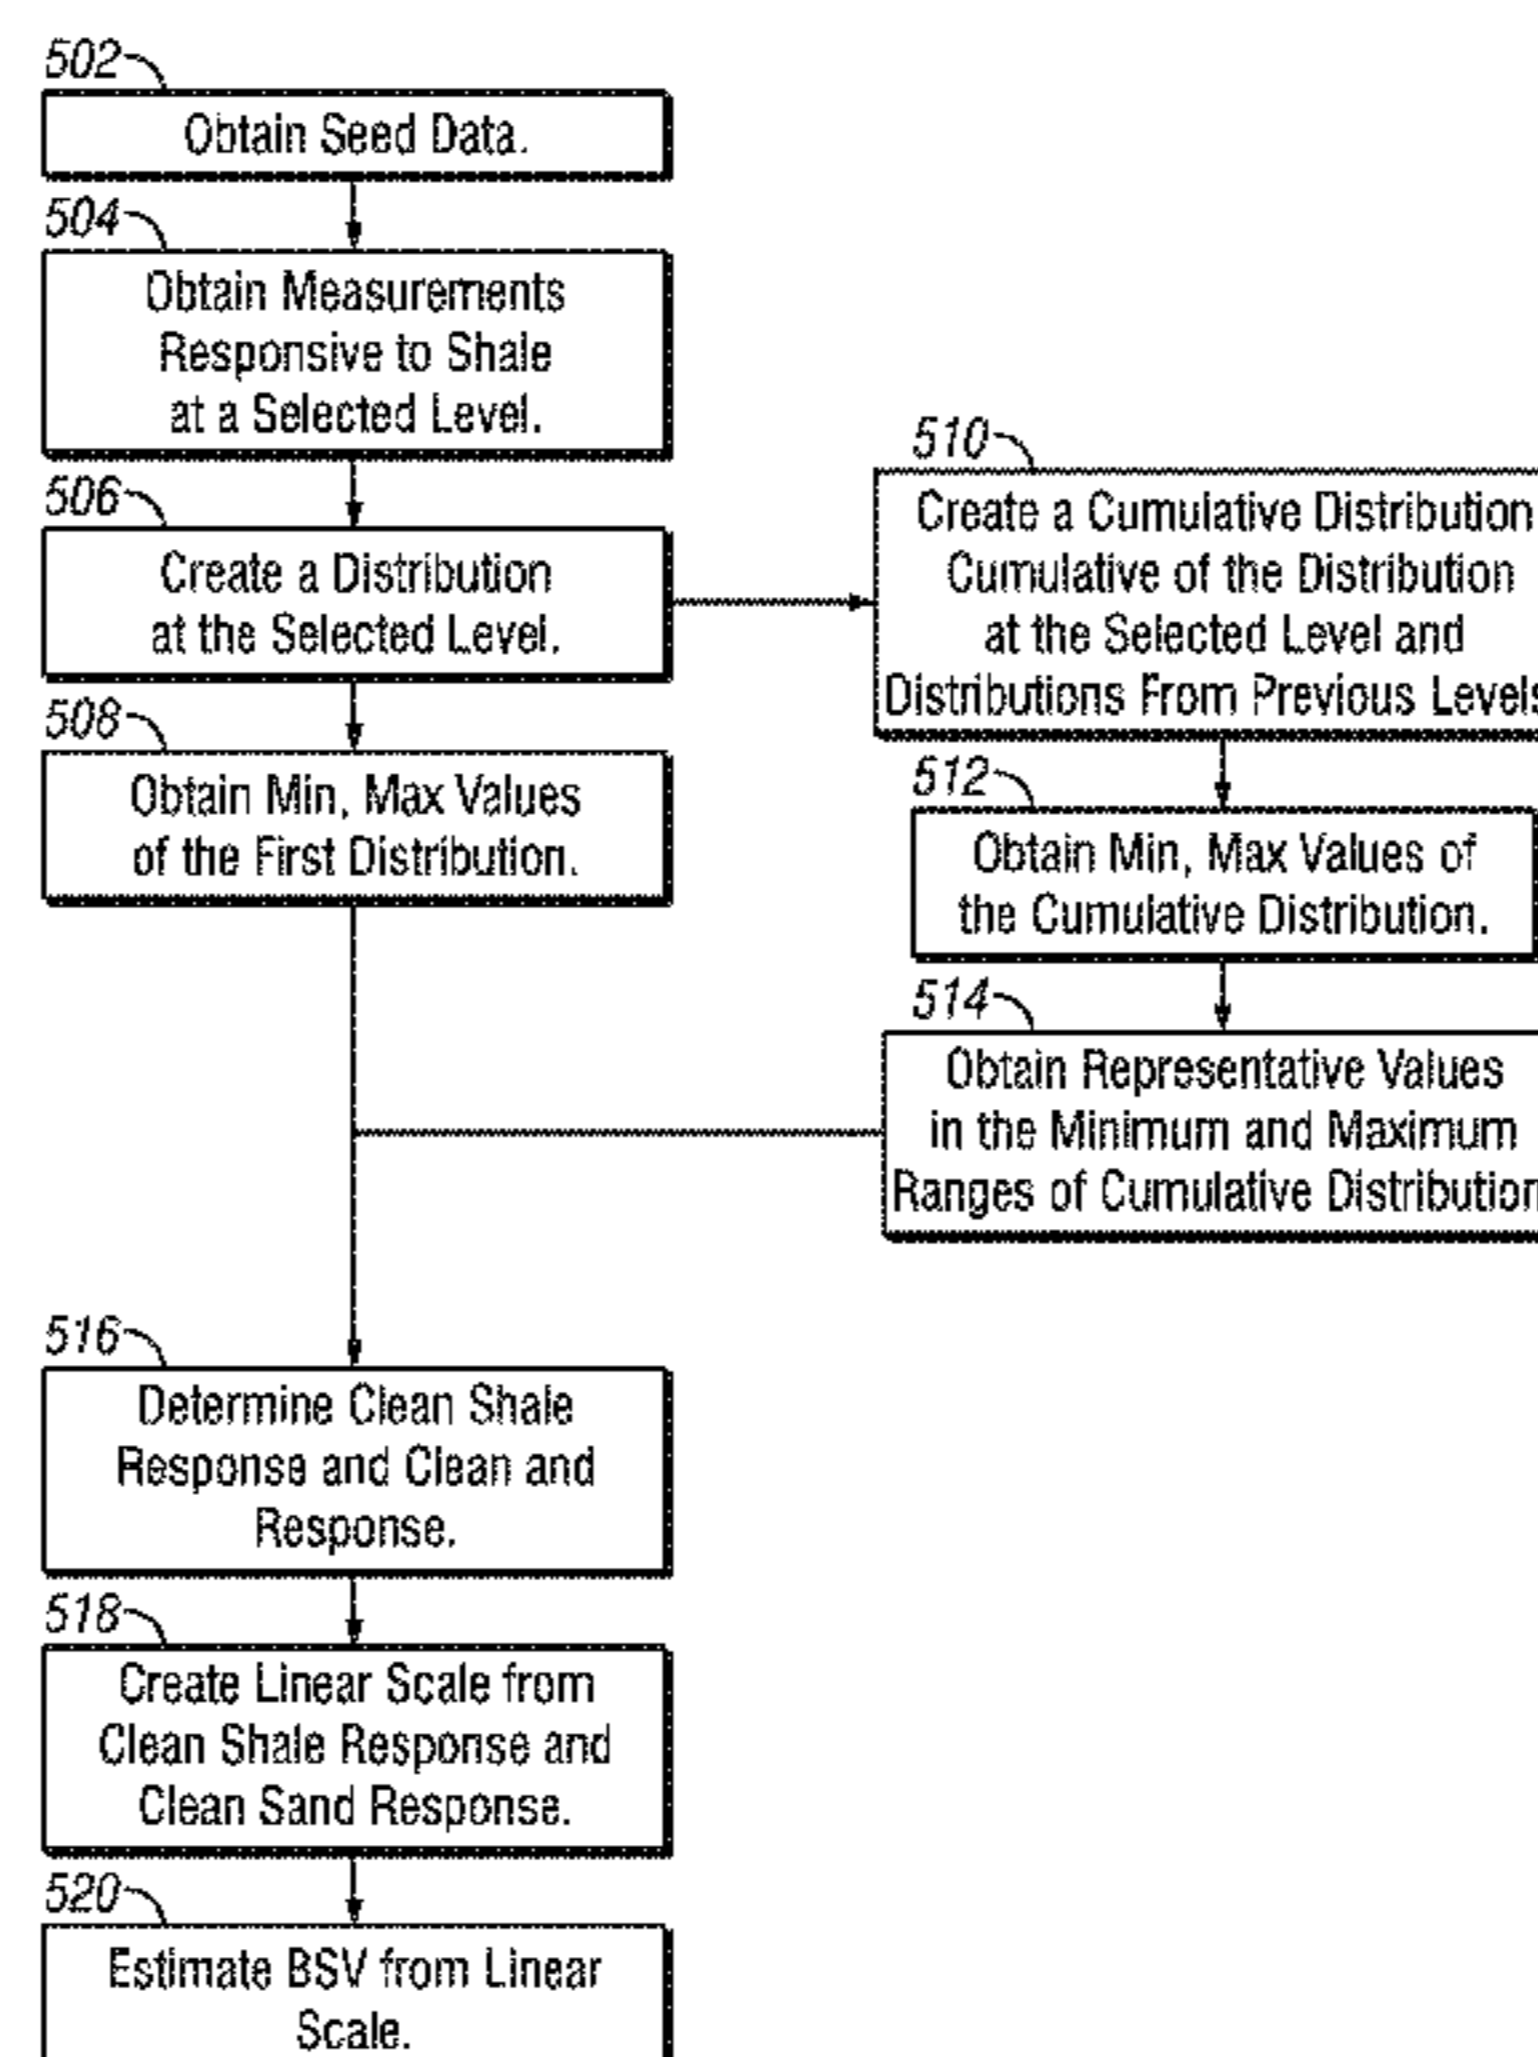 502
Obtain Seed Data.
504
Obtain Measurements
Responsive to Shale
at a Selected Level.
506
Create a Distribution
at the Selected Level.
508
Obtain Min, Max Values
of the First Distribution.
510
Create a Cumulative Distribution
Cumulative of the Distribution
at the Selected Level and
Distributions From Previous Levels
512
Obtain Min, Max Values of
the Cumulative Distribution.
514
Obtain Representative Values
in the Minimum and Maximum
Ranges of Cumulative Distribution
516
Determine Clean Shale
Response and Clean and
Response.
518
Create Linear Scale from
Clean Shale Response and
Clean Sand Response.
520
Estimate BSV from Linear
Scale.